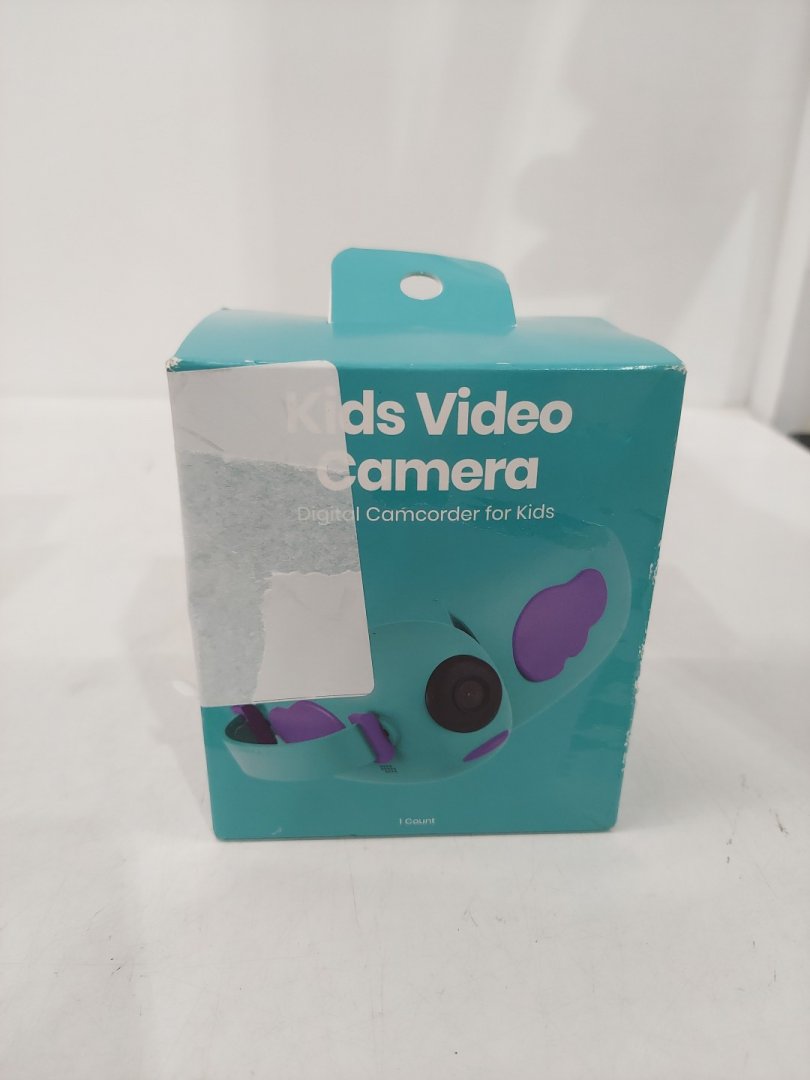 Kids Video
Camera
Digital Camcorder for Kids
1 Count